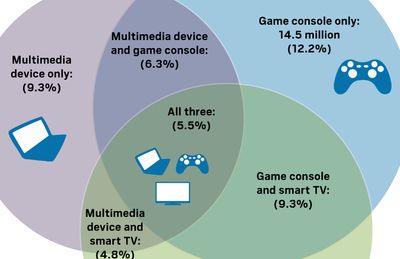 Multimedia
device only:
(9.3%)
Multimedia device
and game console:
(6.3%)
Game console only:
14.5 million
(12.2%)
All three:
(5.5%)
Game console
and smart TV:
(9.3%)
Multimedia
device and
smart TV:
(4.8%)